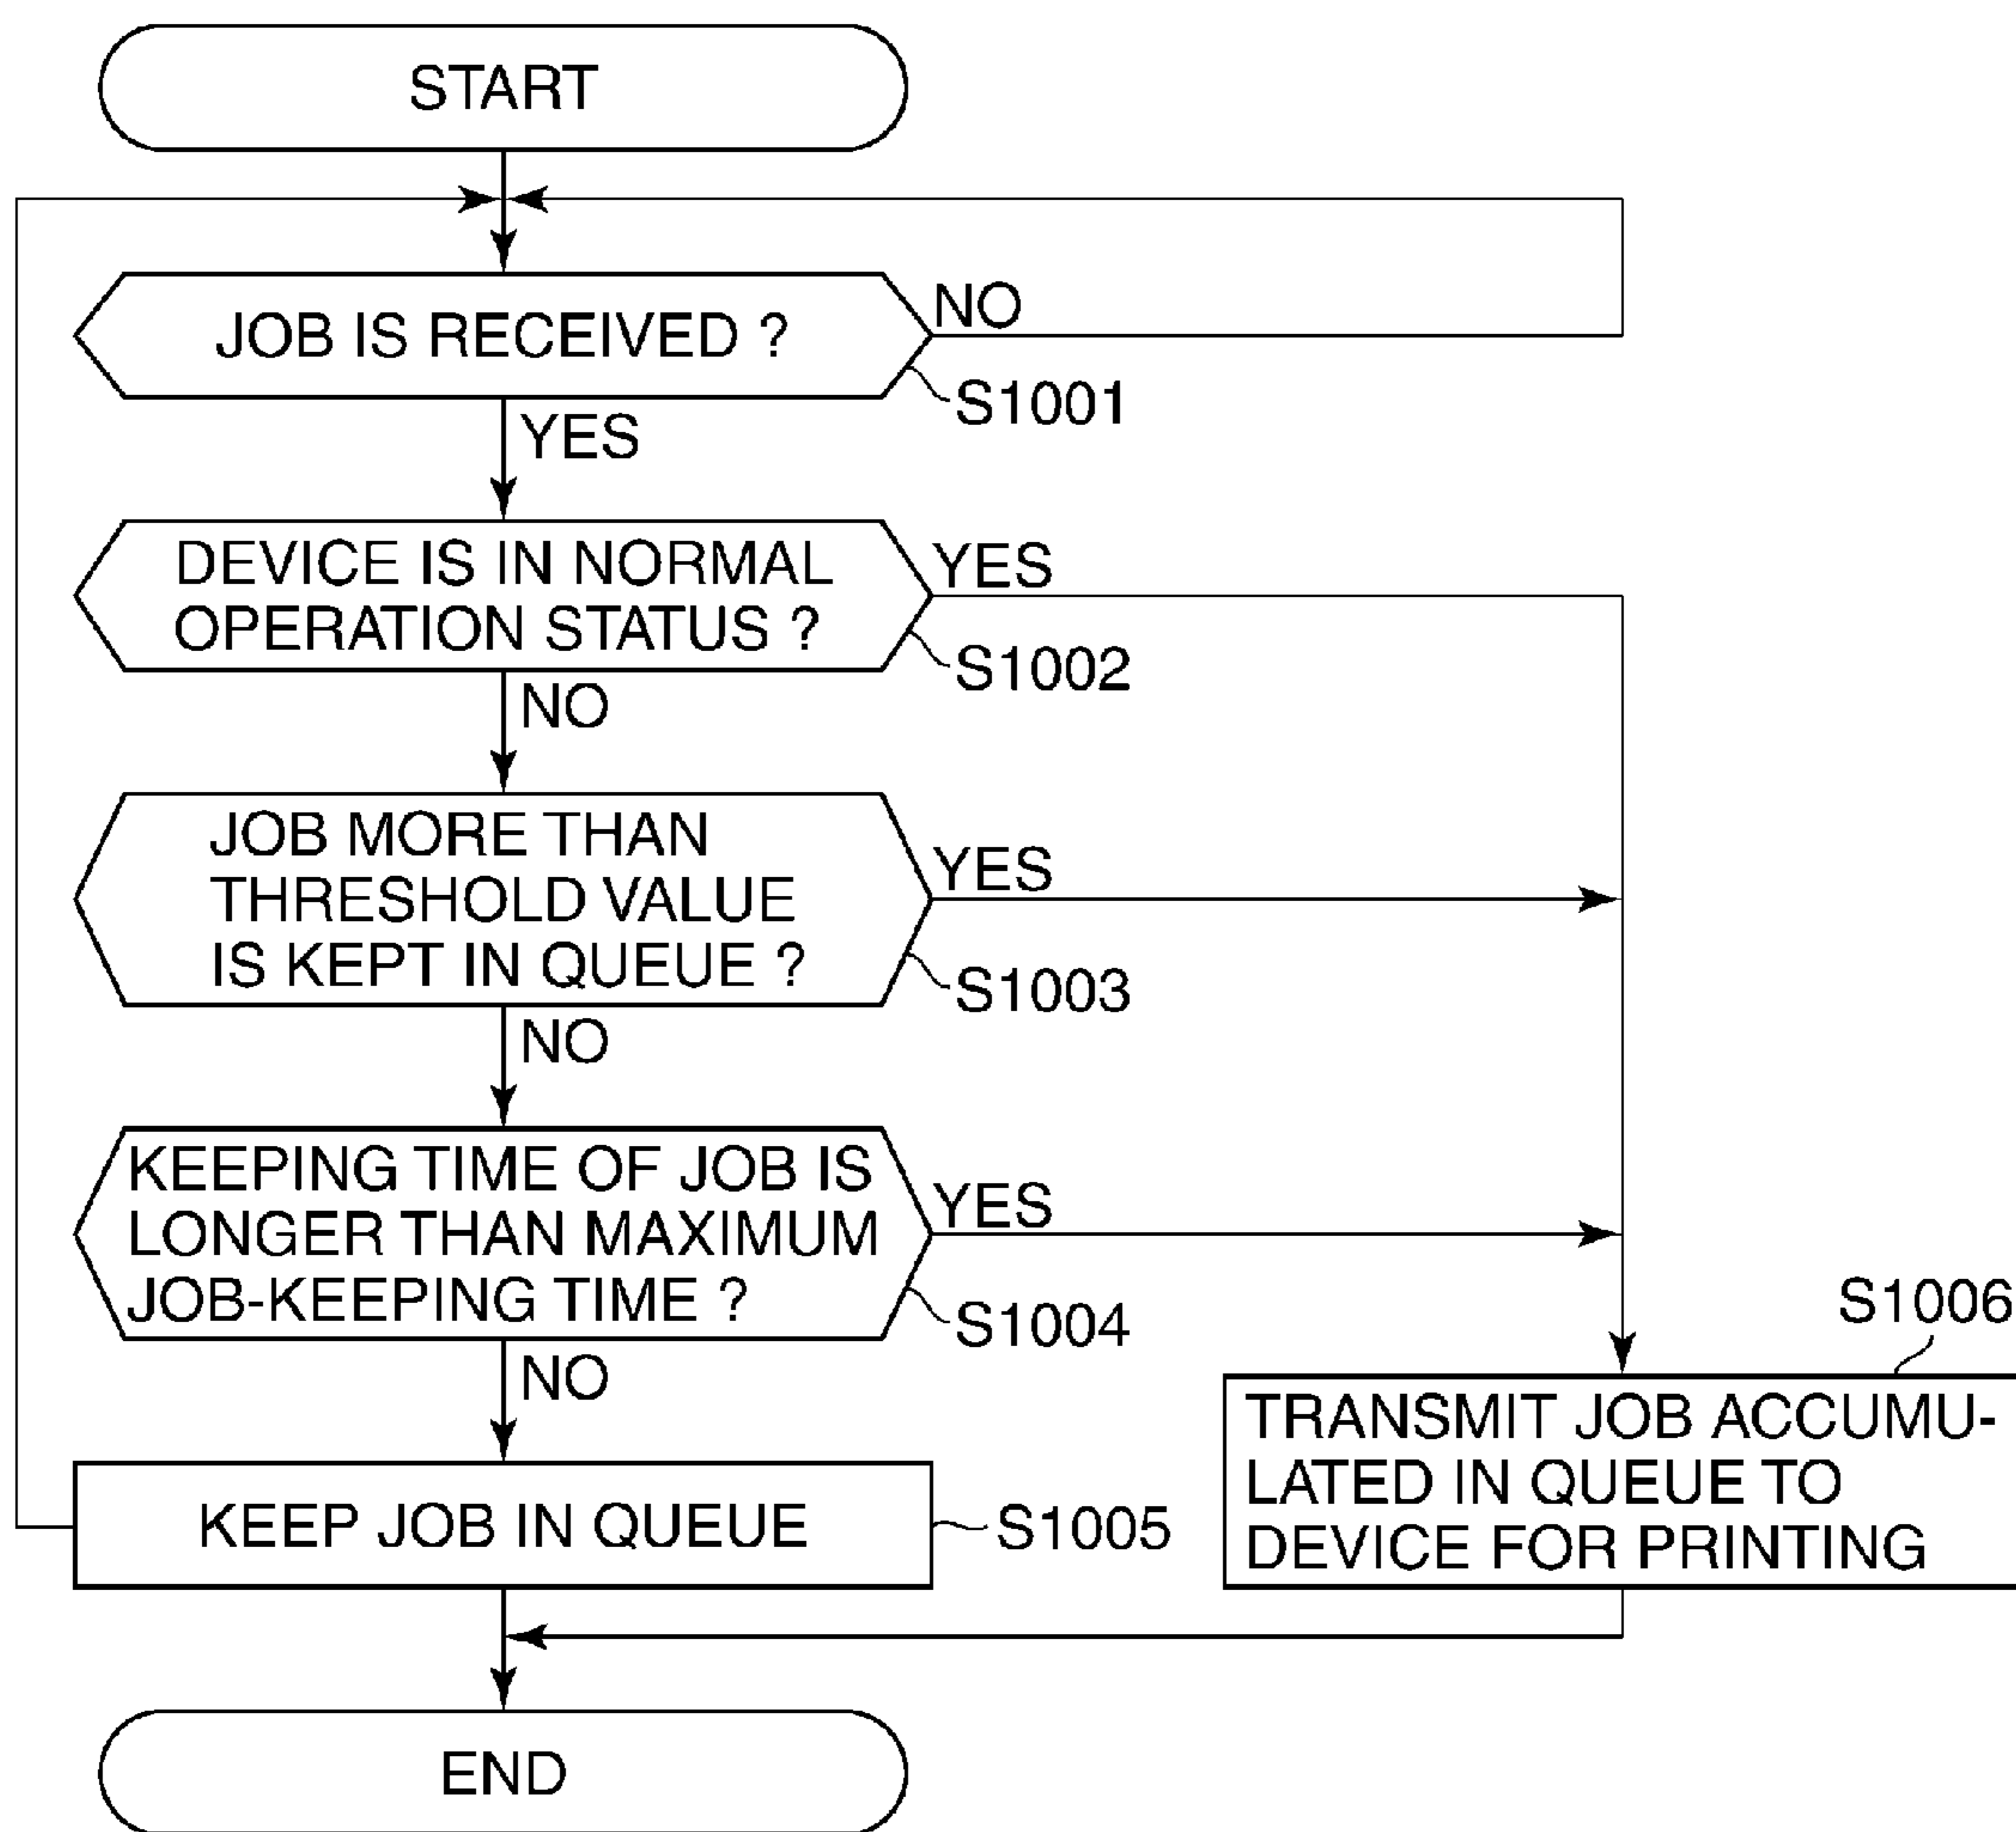 START
JOB IS RECEIVED ?
NO
S1001
YES
DEVICE IS IN NORMAL
OPERATION STATUS ?
YES
S1002
NO
JOB MORE THAN
THRESHOLD VALUE
IS KEPT IN QUEUE ?
YES
S1003
NO
KEEPING TIME OF JOB IS
LONGER THAN MAXIMUM
JOB-KEEPING TIME ?
YES
S1004
NO
KEEP JOB IN QUEUE
S1005
S1006
TRANSMIT JOB ACCUMU-
LATED IN QUEUE TO
DEVICE FOR PRINTING
END